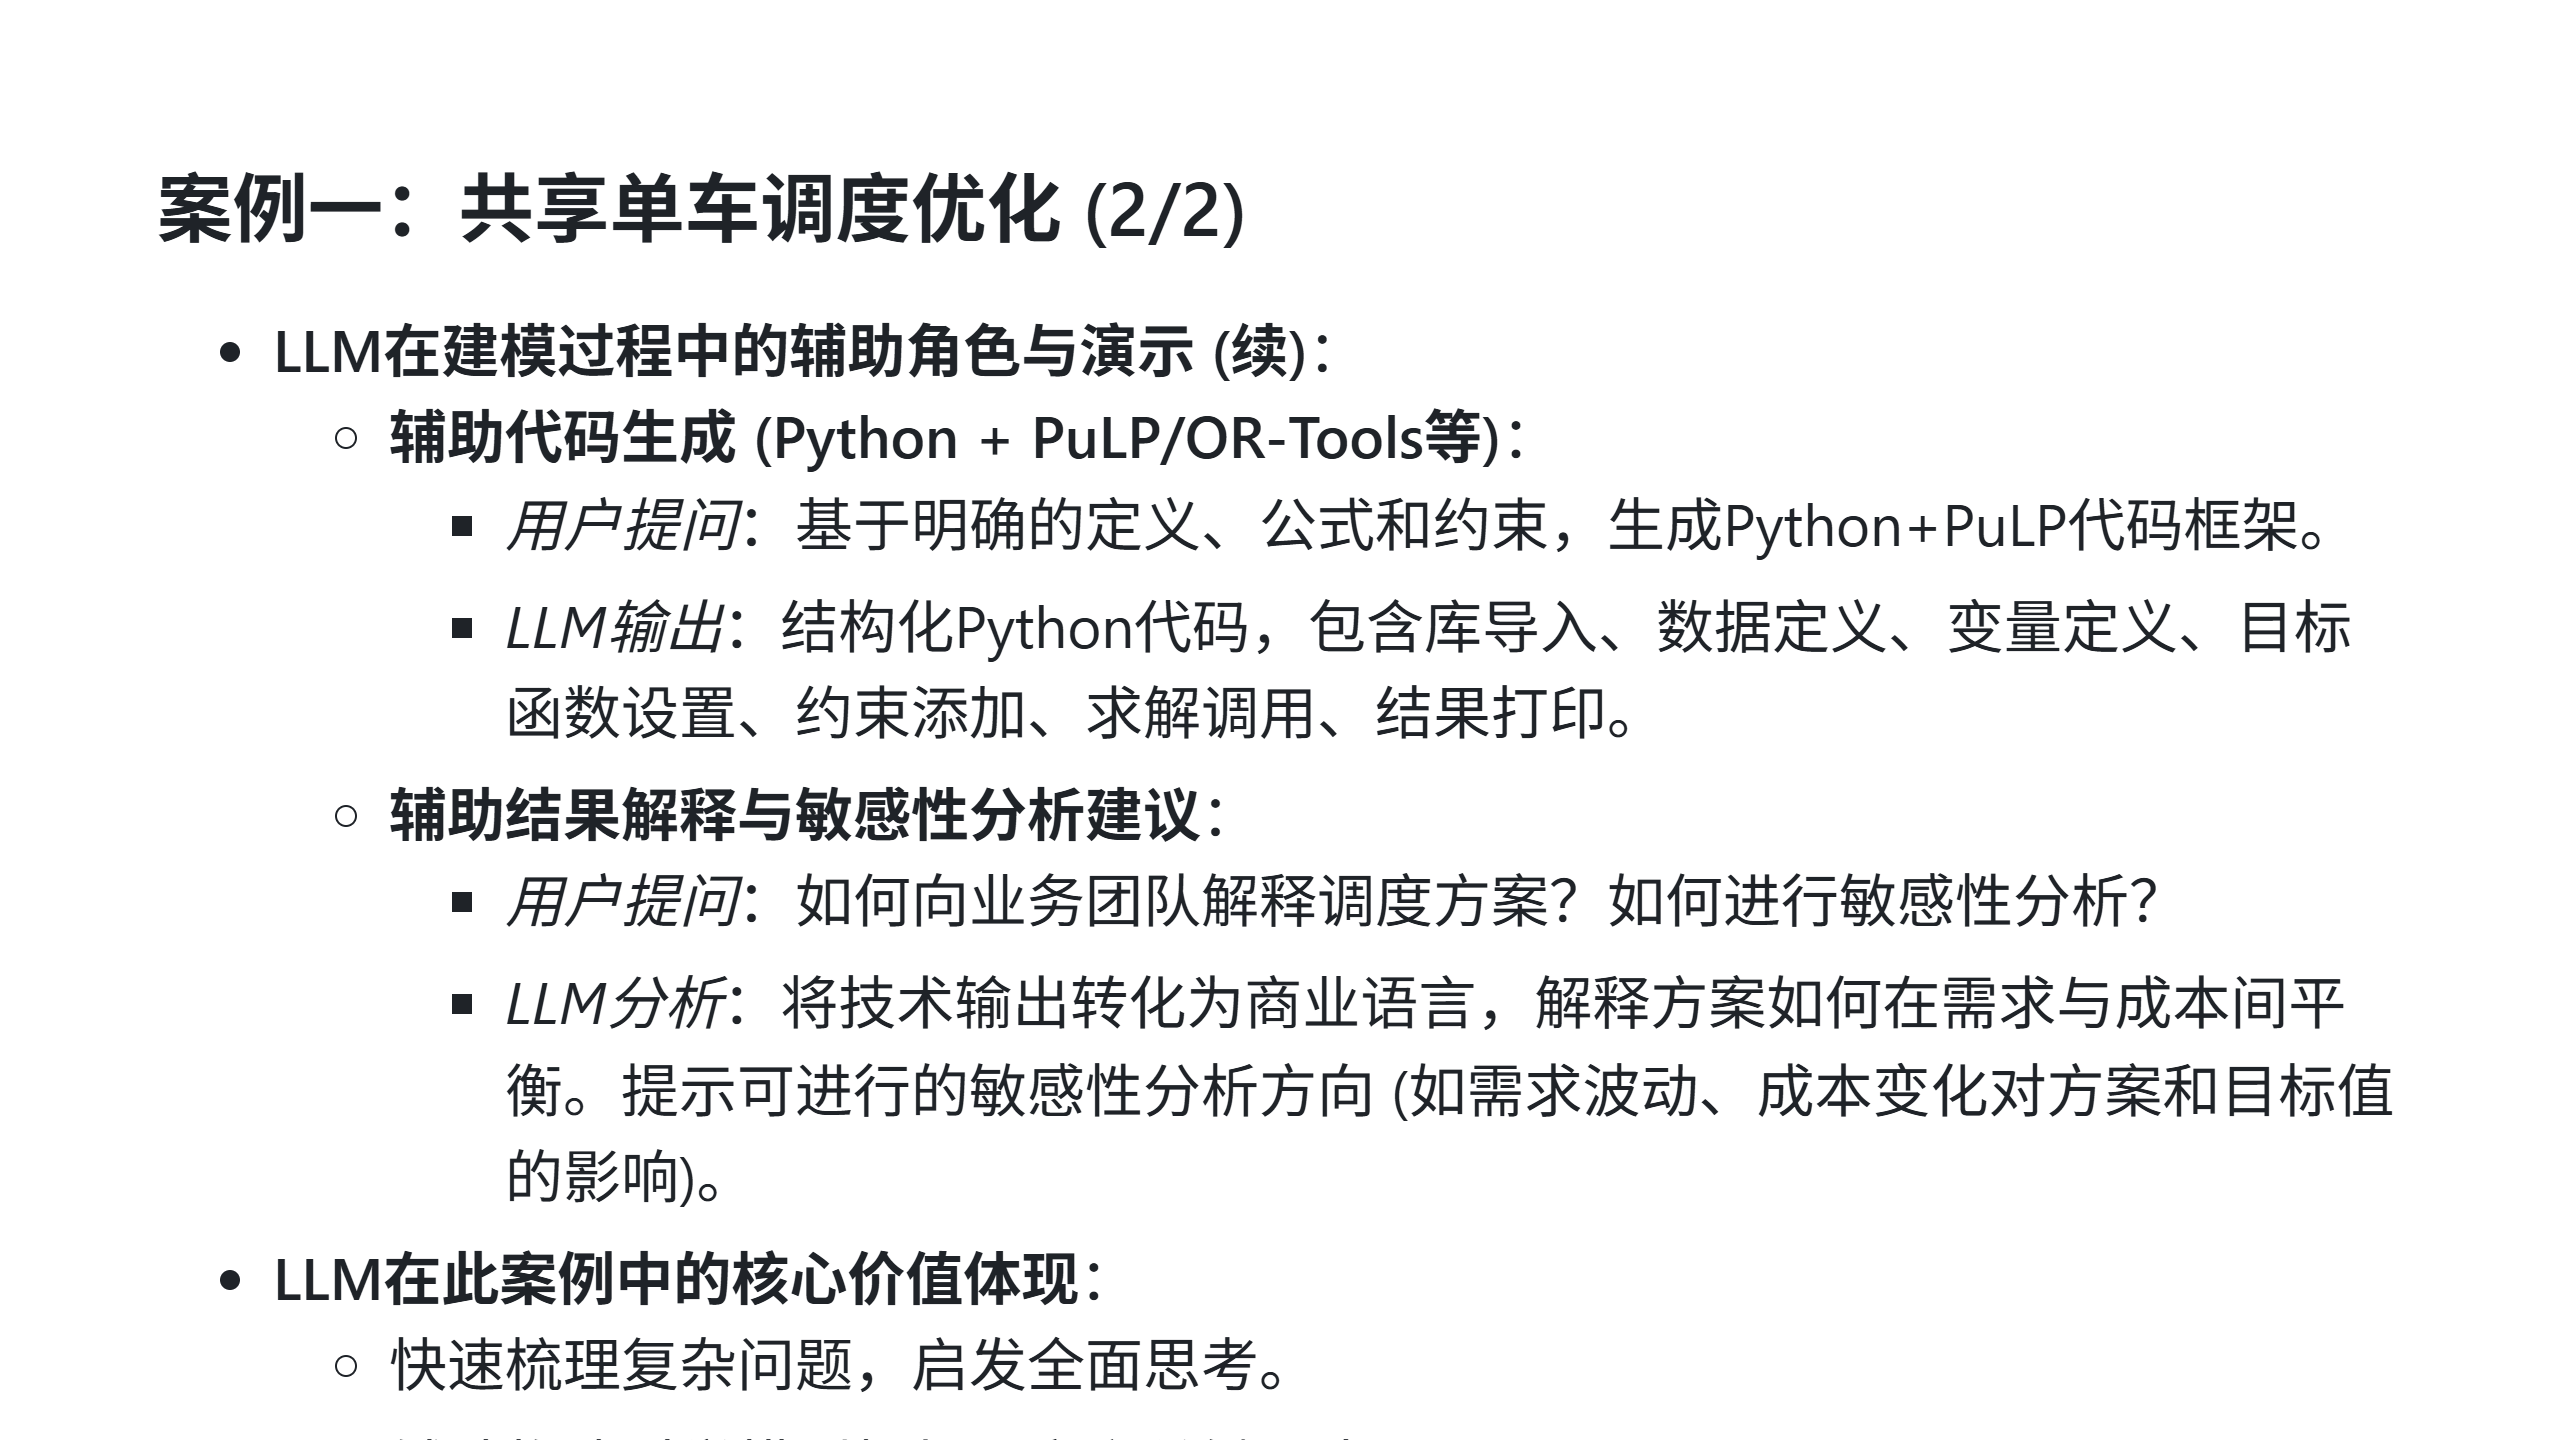 案例一：共享单车调度优化 (2/2)
LLM在建模过程中的辅助角色与演示 (续)：
辅助代码生成 (Python + PuLP/OR-Tools等)：
用户提问：基于明确的定义、公式和约束，生成Python+PuLP代码框架。
LLM输出：结构化Python代码，包含库导入、数据定义、变量定义、目标
函数设置、约束添加、求解调用、结果打印。
辅助结果解释与敏感性分析建议：
用户提问：如何向业务团队解释调度方案？如何进行敏感性分析？
LLM分析：将技术输出转化为商业语言，解释方案如何在需求与成本间平
衡。提示可进行的敏感性分析方向 (如需求波动、成本变化对方案和目标值
的影响)。
LLM在此案例中的核心价值体现：
快速梳理复杂问题，启发全面思考。